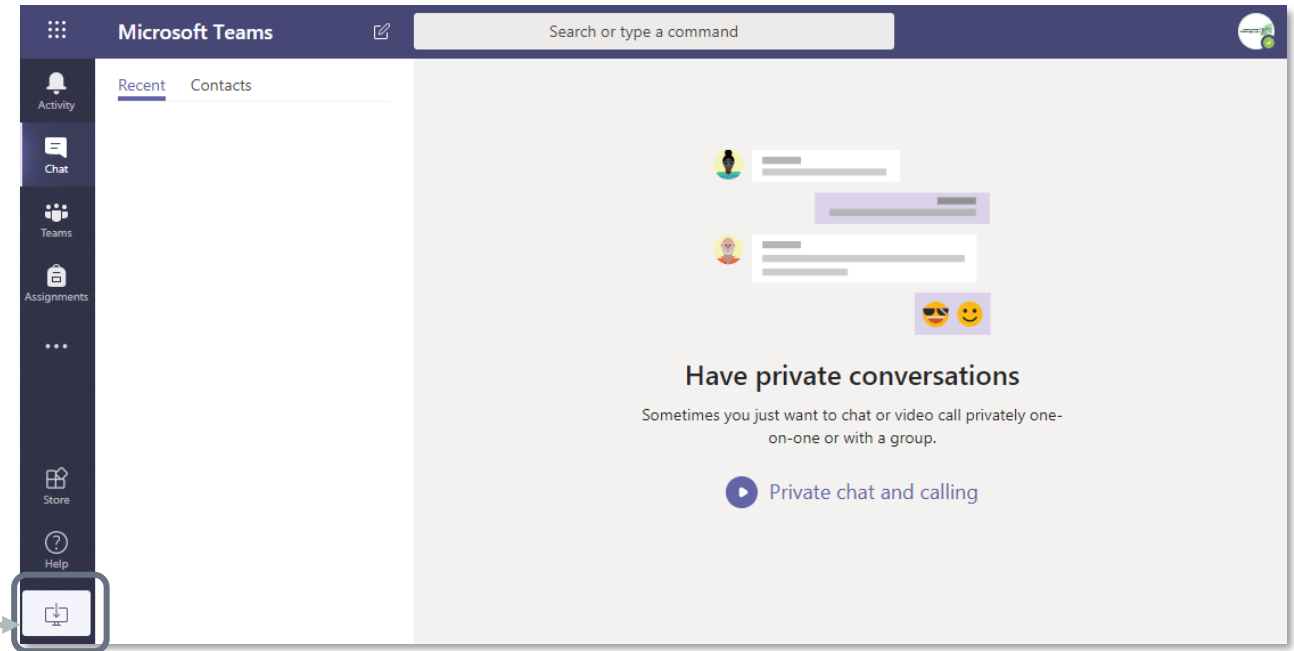 Microsoft Teams
Search or type a command
Activity
Chat
Teams
Assignments
Store
Help
Recent Contacts
Have private conversations
Sometimes you just want to chat or video call privately one-
on-one or with a group.
Private chat and calling